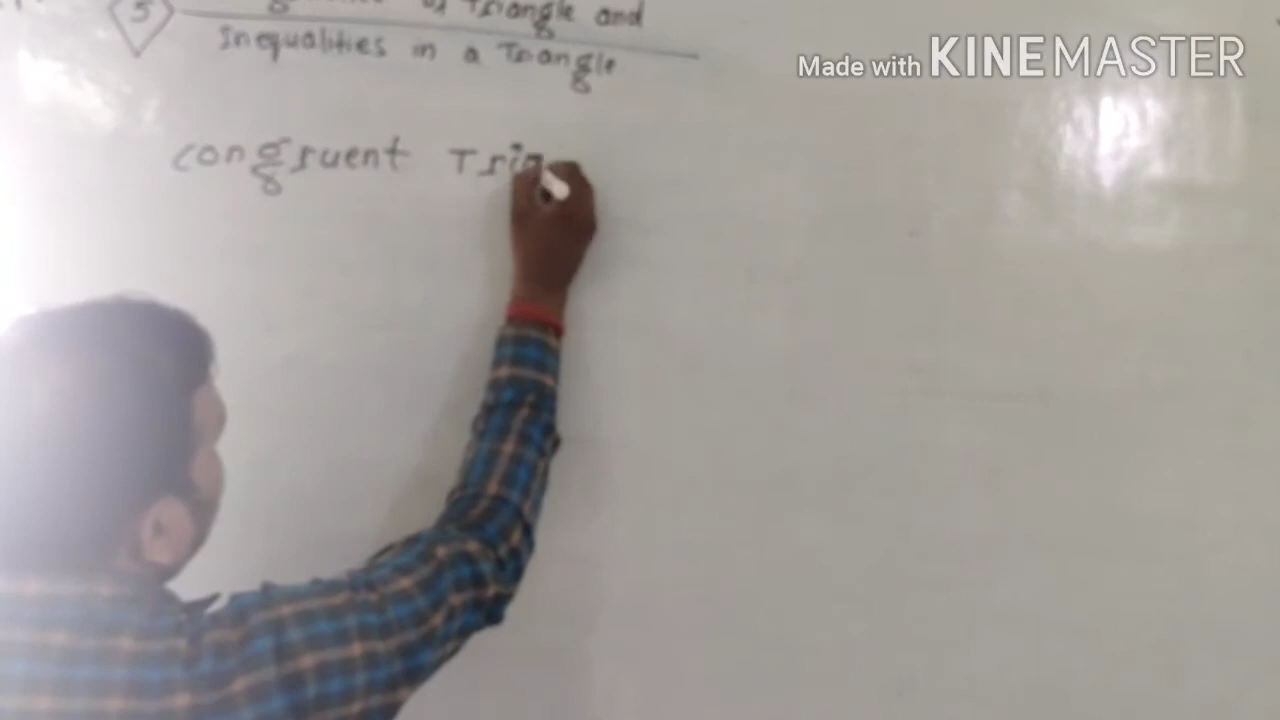 5
of Triangle and
Inequalities in a Triangle
Made with KINEMASTER
congruent Tria